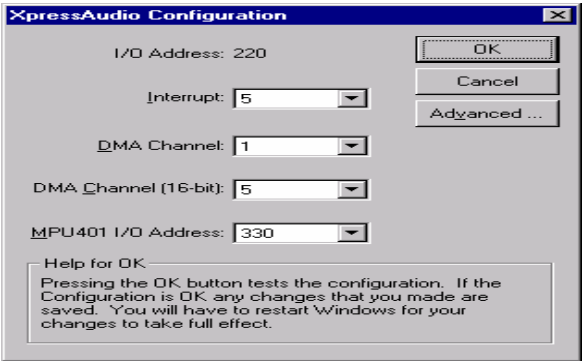 XpressAudio Configuration
I/O Address: 220
OK
Interrupt: 5
Cancel
Advanced ...
DMA Channel: 1
DMA Channel (16-bit): 5
MPU401 I/O Address: 330
Help for OK
Pressing the OK button tests the configuration. If the
Configuration is OK any changes that you made are
saved. You will have to restart Windows for your
changes to take full effect.